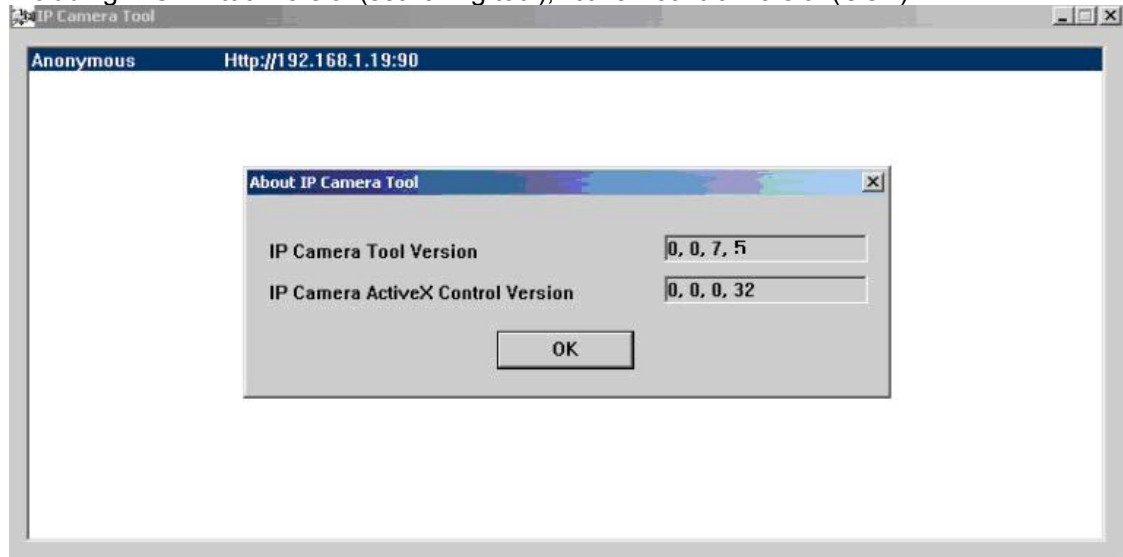 IP Camera Tool
Anonymous Http://192.168.1.19:90
About IP Camera Tool
IP Camera Tool Version 0, 0, 7, 5
IP Camera ActiveX Control Version 0, 0, 0, 32
OK